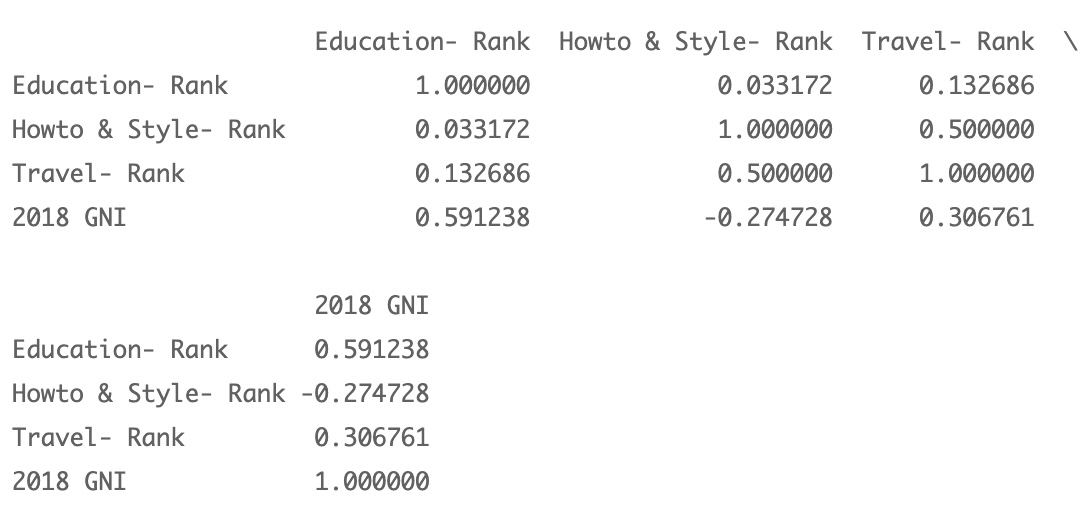 Education- Rank  Howto & Style- Rank  Travel- Rank  \
Education- Rank             1.000000             0.033172      0.132686
Howto & Style- Rank         0.033172             1.000000      0.500000
Travel- Rank                0.132686             0.500000      1.000000
2018 GNI                    0.591238            -0.274728      0.306761
2018 GNI
Education- Rank      0.591238
Howto & Style- Rank -0.274728
Travel- Rank         0.306761
2018 GNI             1.000000